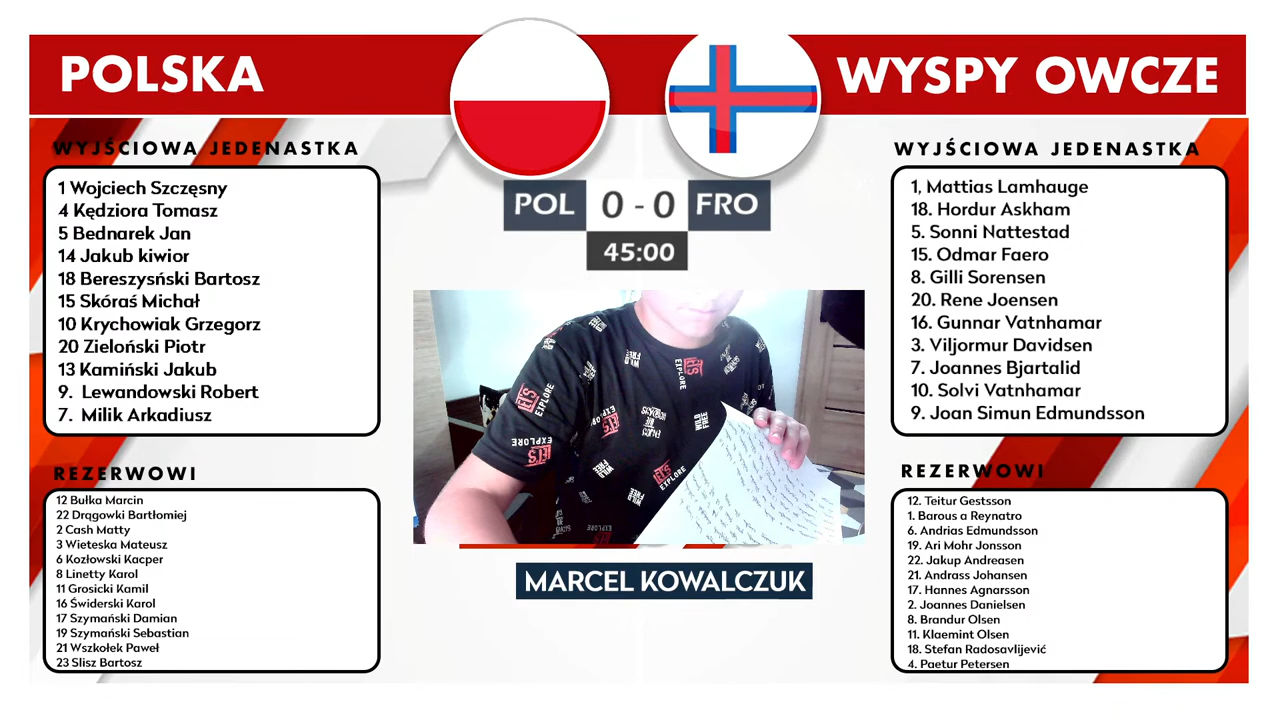 POLSKA
WYSPY OWCZE
WYJŚCIOWA JEDENASTKA
1 Wojciech Szczęsny
4 Kędziora Tomasz
5 Bednarek Jan
14 Jakub kiwior
18 Bereszysński Bartosz
15 Skóraś Michał
10 Krychowiak Grzegorz
20 Zieloński Piotr
13 Kamiński Jakub
9. Lewandowski Robert
7. Milik Arkadiusz
REZERWOWI
12 Bułka Marcin
22 Drągowki Bartłomiej
2 Cash Matty
3 Wieteska Mateusz
6 Kozłowski Kacper
8 Linetty Karol
11 Grosicki Kamil
16 Świderski Karol
17 Szymański Damian
19 Szymański Sebastian
21 Wszkołek Paweł
23 Slisz Bartosz
POL 0 - 0 FRO
45:00
EXPLORE
LET'S
WILD FREE
MARCEL KOWALCZUK
WYJŚCIOWA JEDENASTKA
1, Mattias Lamhauge
18. Hordur Askham
5. Sonni Nattestad
15. Odmar Faero
8. Gilli Sorensen
20. Rene Joensen
16. Gunnar Vatnhamar
3. Viljormur Davidsen
7. Joannes Bjartalid
10. Solvi Vatnhamar
9. Joan Simun Edmundsson
REZERWOWI
12. Teitur Gestsson
1. Barous a Reynatro
6. Andrias Edmundsson
19. Ari Mohr Jonsson
22. Jakup Andreasen
21. Andrass Johansen
17. Hannes Agnarsson
2. Joannes Danielsen
8. Brandur Olsen
11. Klaemint Olsen
18. Stefan Radosavlijević
4. Paetur Petersen